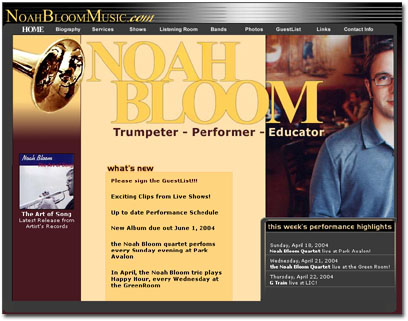 NOAHBLOOMMUSIC.com
HOME Biography Services Shows Listening Room Bands Photos GuestList Links Contact Info
NOAH
BLOOM
Trumpeter - Performer - Educator
Noah Bloom
The Art of Song
Latest Release from
Artist's Records
what's new
Please sign the GuestList!!!
Exciting Clips from Live Shows!
Up to date Performance Schedule
New Album due out June 1, 2004
the Noah Bloom quartet perfoms
every Sunday evening at Park
Avalon
In April, the Noah Bloom trio plays
Happy Hour, every Wednesday at
the GreenRoom
this week's performance highlights
Sunday, April 18, 2004
Noah Bloom Quartet live at Park Avalon!
Wednesday, April 21, 2004
the Noah Bloom Quartet live at the Green Room!
Thursday, April 22, 2004
G Train live at LIC!